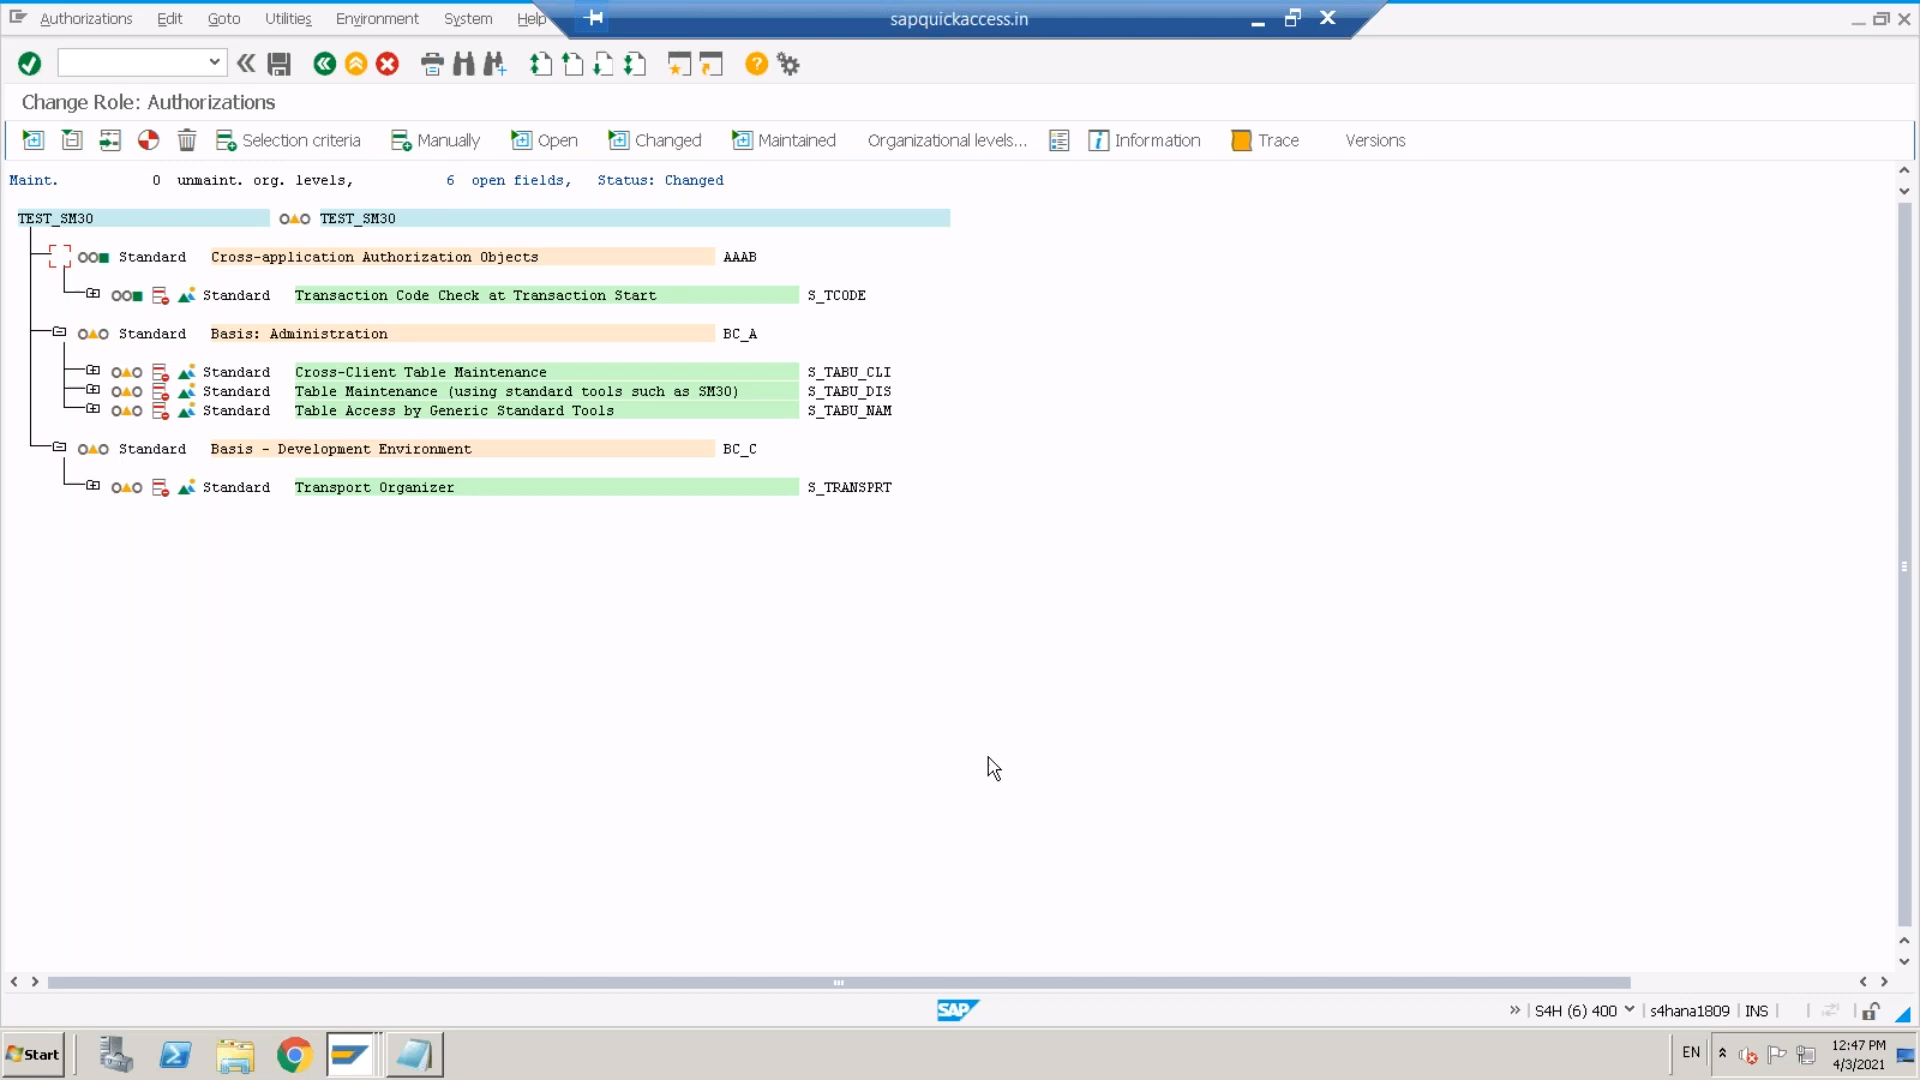 Authorizations Edit Goto Utilities Environment System Help sapquickaccess.in
Change Role: Authorizations
Selection criteria Manually Open Changed Maintained Organizational levels... Information Trace Versions
Maint. 0 unmaint. org. levels, 6 open fields, Status: Changed
TEST_SM30 TEST_SM30
Standard Cross-application Authorization Objects AAAB
Standard Transaction Code Check at Transaction Start S_TCODE
Standard Basis: Administration BC_A
Standard Cross-Client Table Maintenance S_TABU_CLI
Standard Table Maintenance (using standard tools such as SM30) S_TABU_DIS
Standard Table Access by Generic Standard Tools S_TABU_NAM
Standard Basis - Development Environment BC_C
Standard Transport Organizer S_TRANSPRT
SAP S4H (6) 400 s4hana1809 INS
Start EN 12:47 PM
4/3/2021